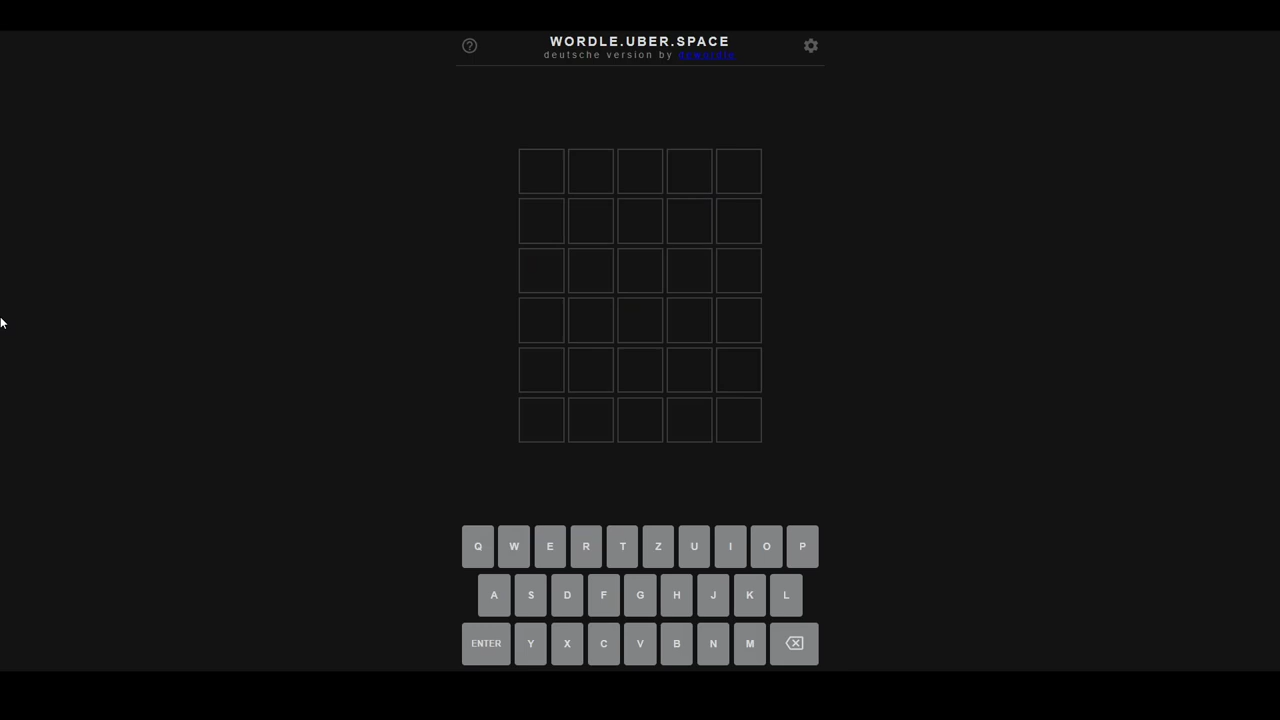 WORDLE.UBER.SPACE
deutsche version by
Q W E R T Z U I O P
A S D F G H J K L
ENTER Y X C V B N M